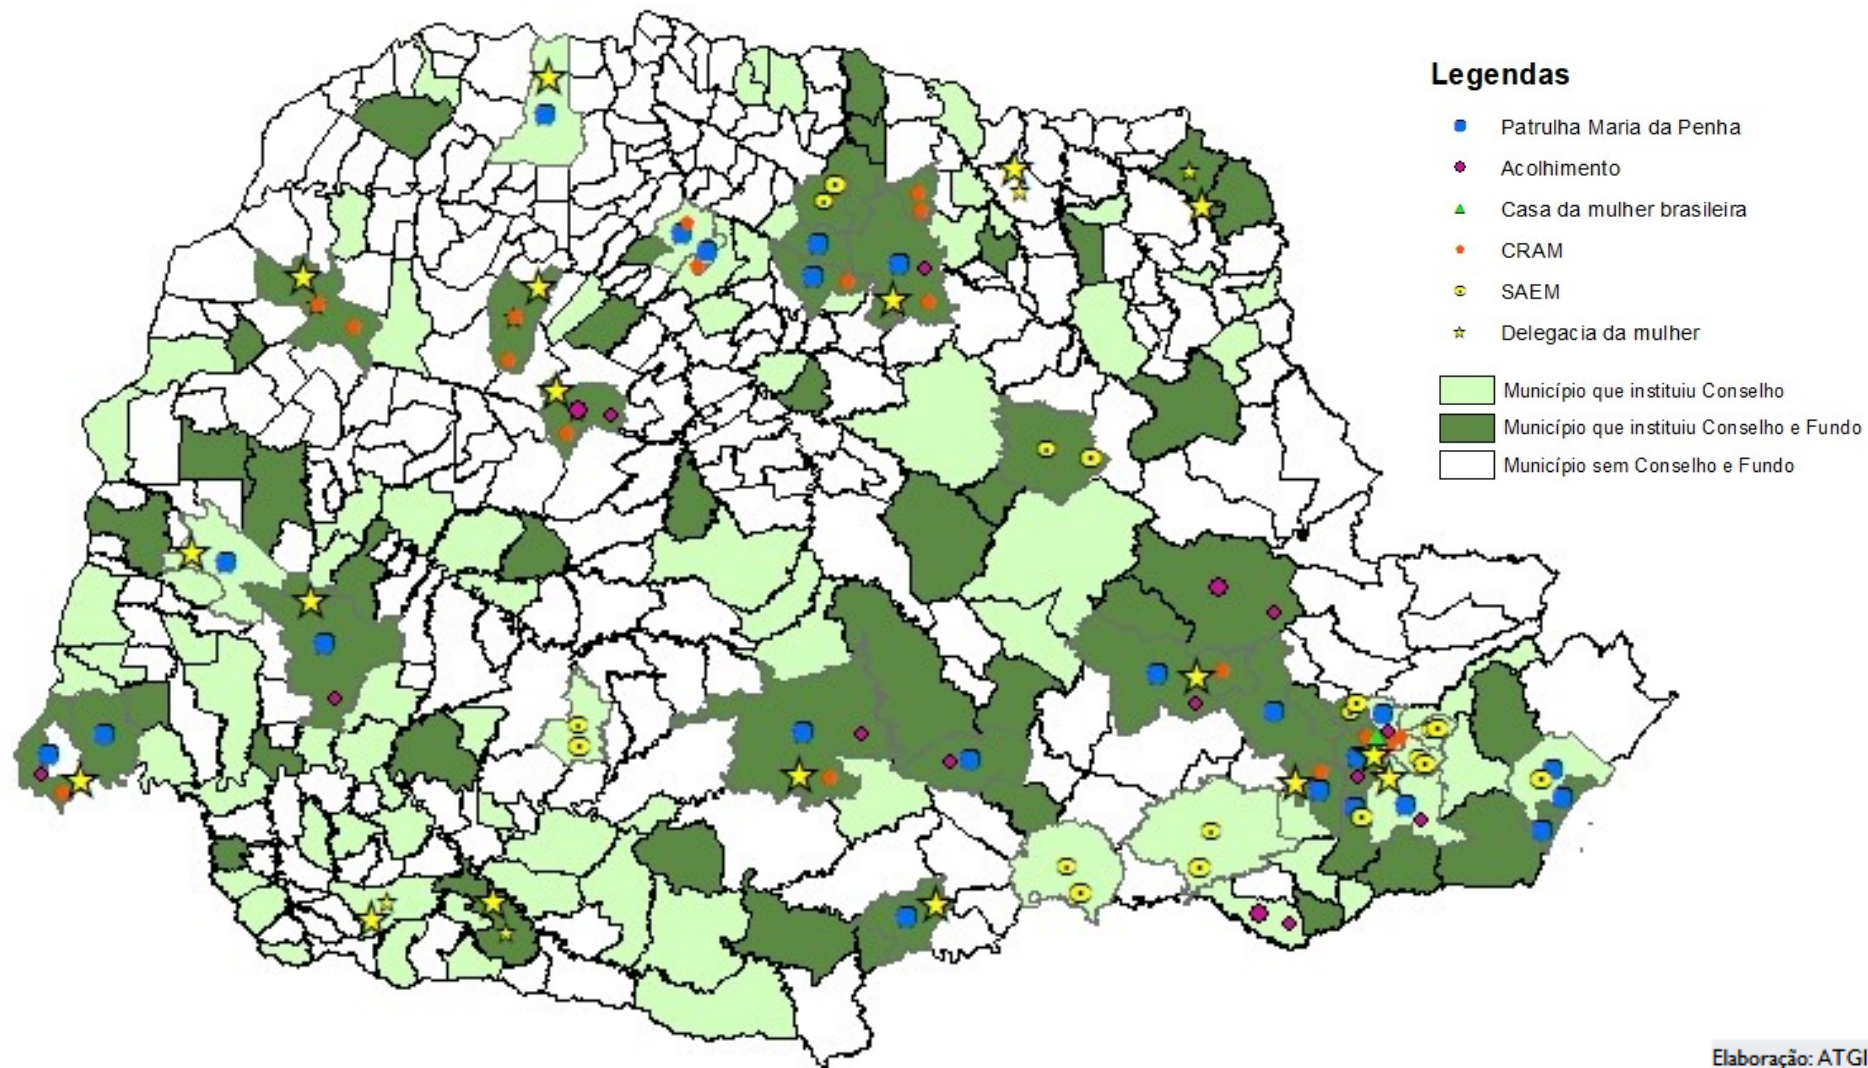 Legendas
Patrulha Maria da Penha
Acolhimento
Casa da mulher brasileira
CRAM
SAEM
Delegacia da mulher
Município que instituiu Conselho
Município que instituiu Conselho e Fundo
Município sem Conselho e Fundo
Elaboração: ATGI